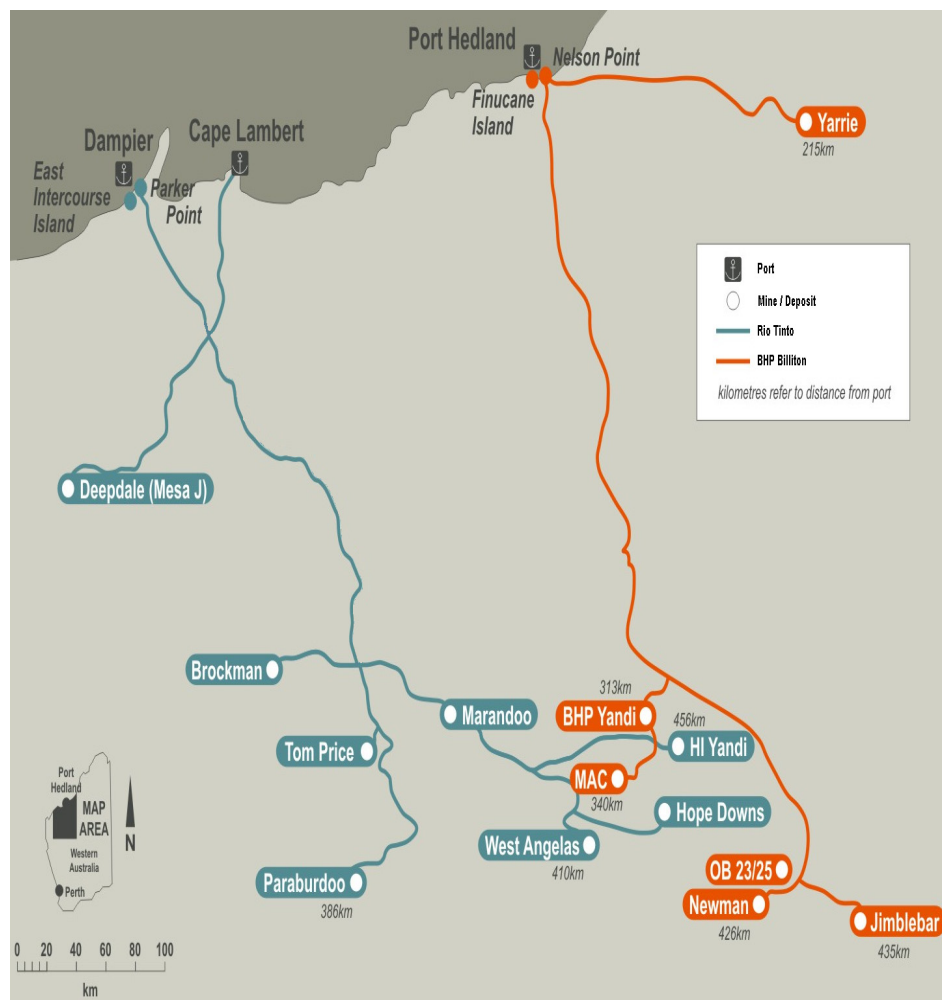 Port Hedland
Nelson Point
Finucane
Island
Yarrie
215km
Dampier
Cape Lambert
East
Intercourse
Island
Parker
Point
Port
Mine / Deposit
Rio Tinto
BHP Billiton
kilometres refer to distance from port
Deepdale (Mesa J)
Brockman
Marandoo
313km
BHP Yandi
456km
HI Yandi
Tom Price
MAC
340km
Hope Downs
West Angelas
410km
Paraburdoo
386km
OB 23/25
Newman
426km
Jimblebar
435km
Port
Hedland
MAP
AREA
Western
Australia
Perth
N
0 20 40 60 80 100
km